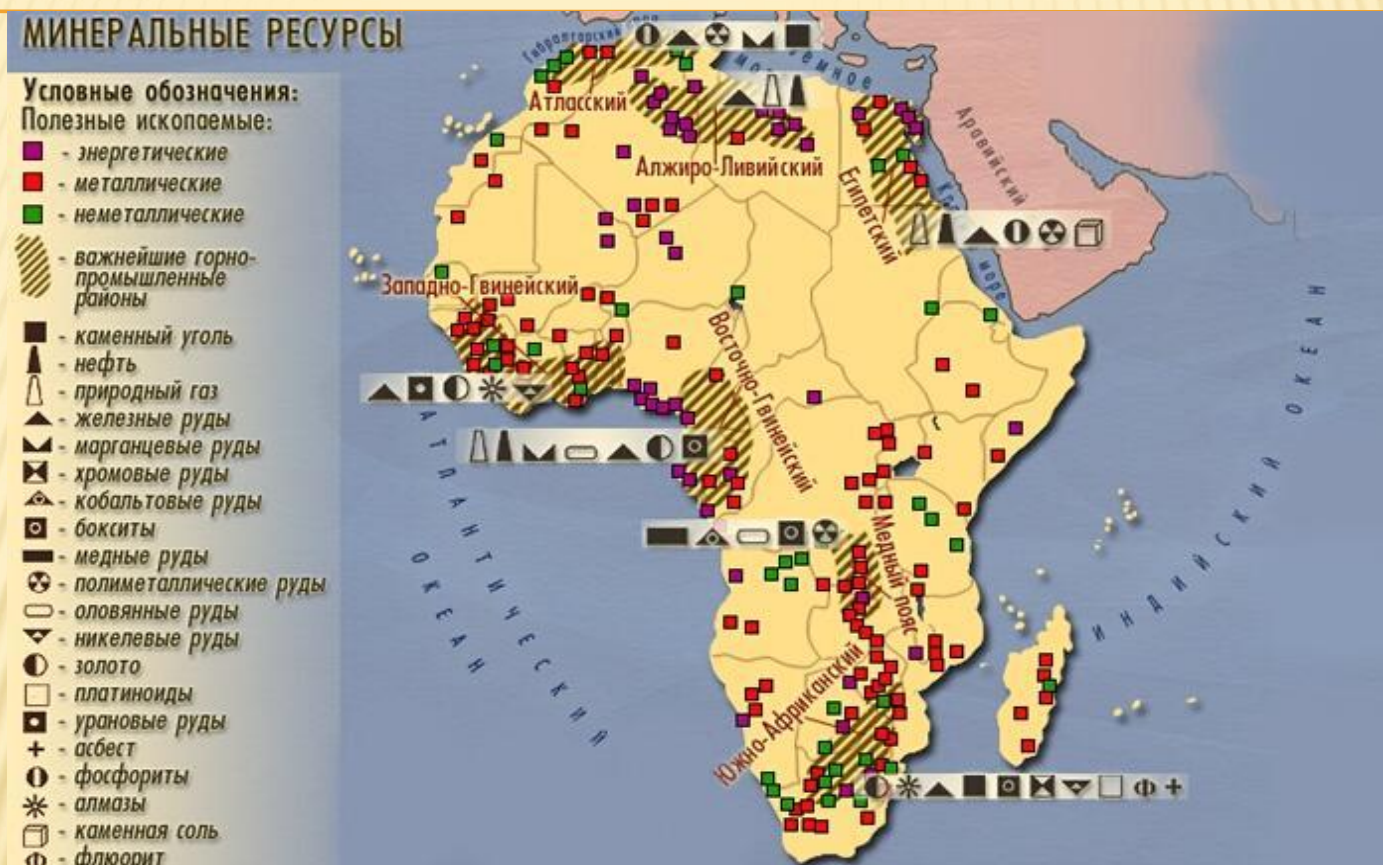 МИНЕРАЛЬНЫЕ РЕСУРСЫ
Условные обозначения:
Полезные ископаемые:
- энергетические
- металлические
- неметаллические
- важнейшие горно-
промышленные
районы
- каменный уголь
- нефть
- природный газ
- железные руды
- марганцевые руды
- хромовые руды
- кобальтовые руды
- бокситы
- медные руды
- полиметаллические руды
- оловянные руды
- никелевые руды
- золото
- платиноиды
- урановые руды
- асбест
- фосфориты
- алмазы
- каменная соль
- флюорит
Гибралтарский
Атласский
Алжиро-Ливийский
Египетский
Аравийский
море
Западно-Гвинейский
Восточно-Гвинейский
Медный пояс
Южно-Африканский
АТЛАНТИЧЕСКИЙ
ОКЕАН
ИНДИЙСКИЙ ОКЕАН